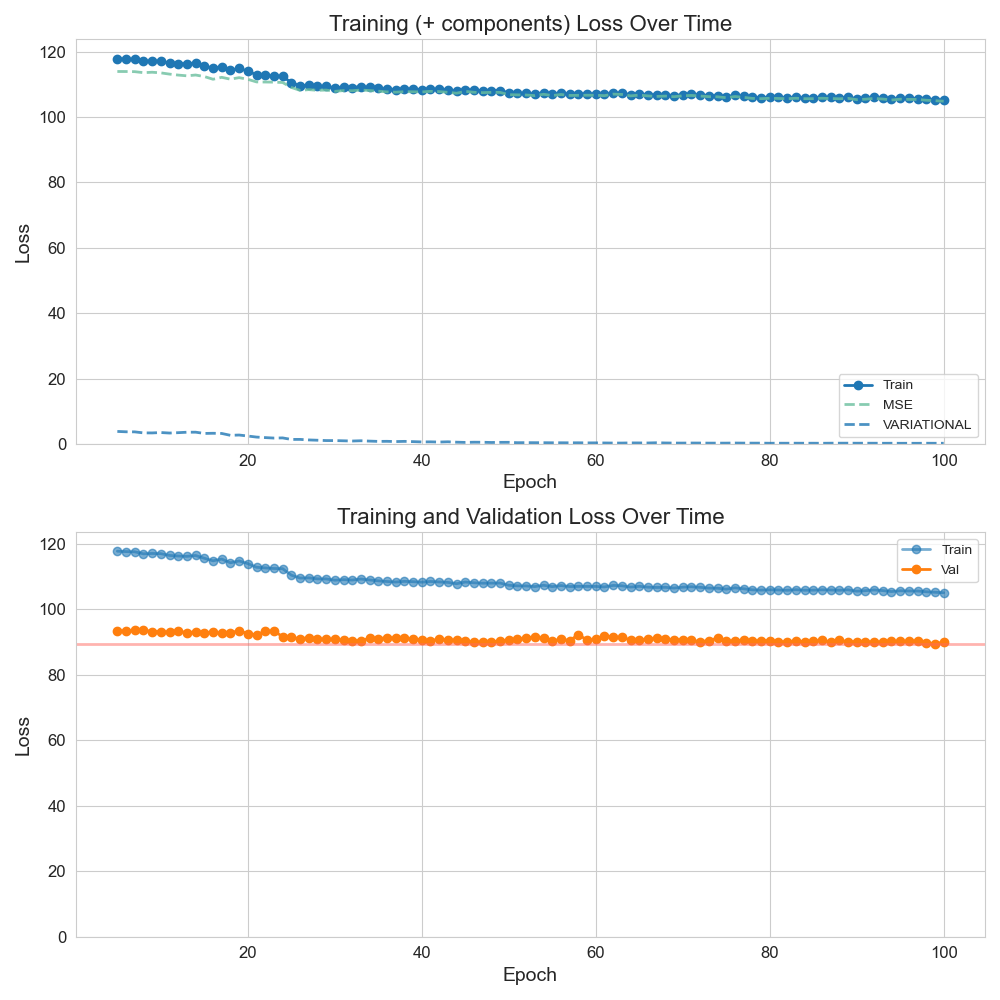 Training (+ components) Loss Over Time
120
100
80
60
40
20
0
Loss
Train
MSE
VARIATIONAL
20 40 60 80 100
Epoch
Training and Validation Loss Over Time
120
100
80
60
40
20
0
Loss
Train
Val
20 40 60 80 100
Epoch